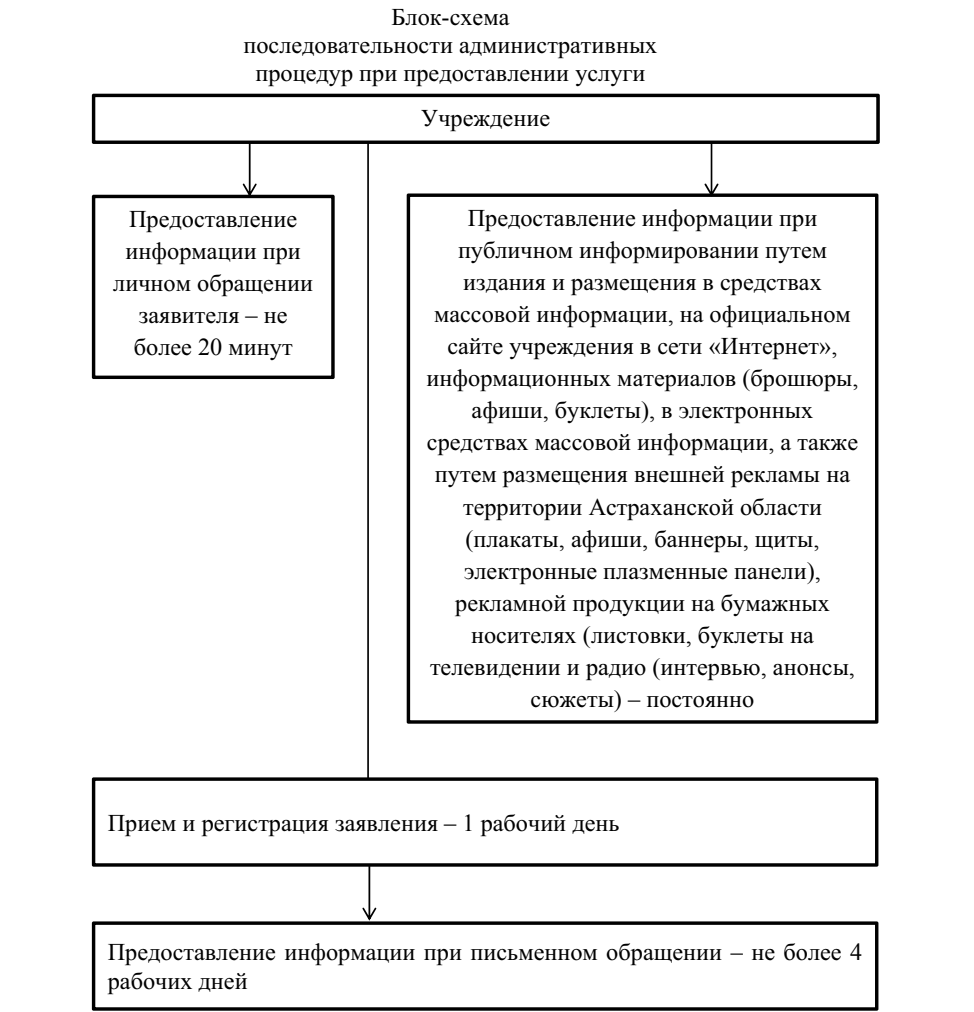 Блок-схема
последовательности административных
процедур при предоставлении услуги
Учреждение
Предоставление
информации при
личном обращении
заявителя – не
более 20 минут
Предоставление информации при
публичном информировании путем
издания и размещения в средствах
массовой информации, на официальном
сайте учреждения в сети «Интернет»,
информационных материалов (брошюры,
афиши, буклеты), в электронных
средствах массовой информации, а также
путем размещения внешней рекламы на
территории Астраханской области
(плакаты, афиши, баннеры, щиты,
электронные плазменные панели),
рекламной продукции на бумажных
носителях (листовки, буклеты на
телевидении и радио (интервью, анонсы,
сюжеты) – постоянно
Прием и регистрация заявления – 1 рабочий день
Предоставление информации при письменном обращении – не более 4
рабочих дней